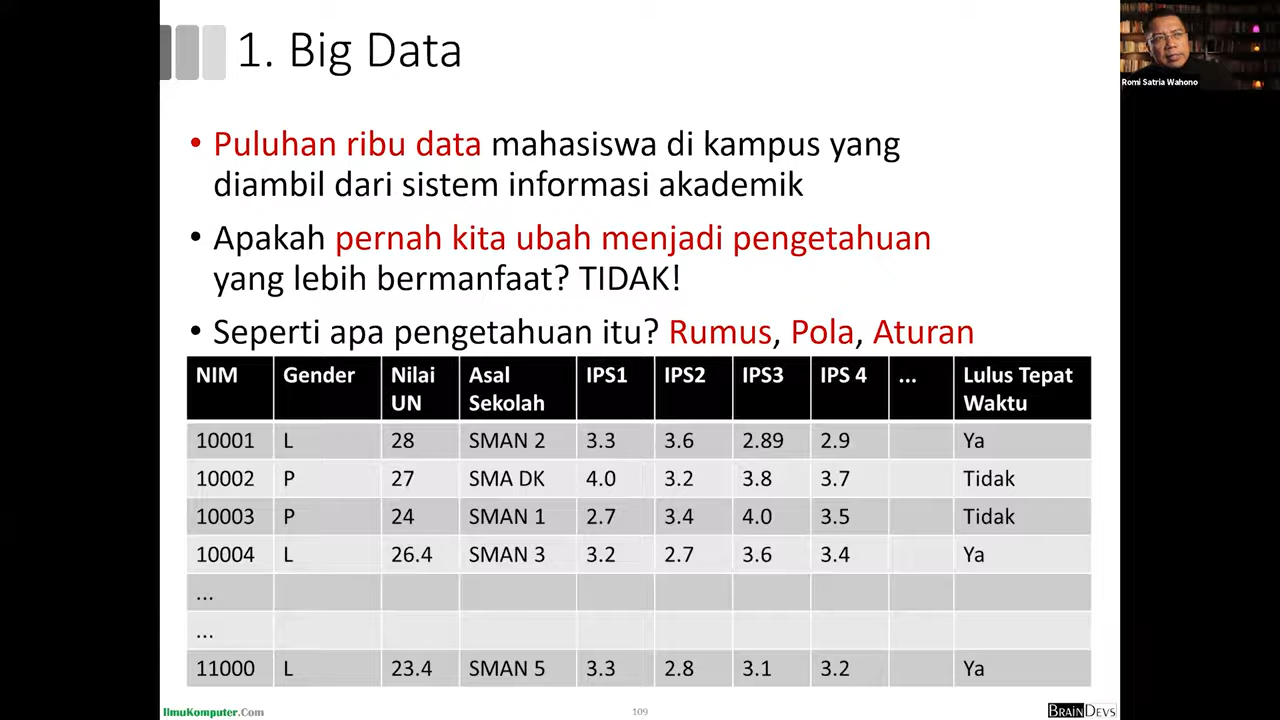 1. Big Data
Romi Satria Wahono
• Puluhan ribu data mahasiswa di kampus yang
diambil dari sistem informasi akademik
• Apakah pernah kita ubah menjadi pengetahuan
yang lebih bermanfaat? TIDAK!
• Seperti apa pengetahuan itu? Rumus, Pola, Aturan
NIM Gender Nilai UN Asal Sekolah IPS1 IPS2 IPS3 IPS 4 ... Lulus Tepat Waktu
10001 L 28 SMAN 2 3.3 3.6 2.89 2.9 Ya
10002 P 27 SMA DK 4.0 3.2 3.8 3.7 Tidak
10003 P 24 SMAN 1 2.7 3.4 4.0 3.5 Tidak
10004 L 26.4 SMAN 3 3.2 2.7 3.6 3.4 Ya
...
...
11000 L 23.4 SMAN 5 3.3 2.8 3.1 3.2 Ya
IlmuKomputer.Com 109 BRAINDEVS